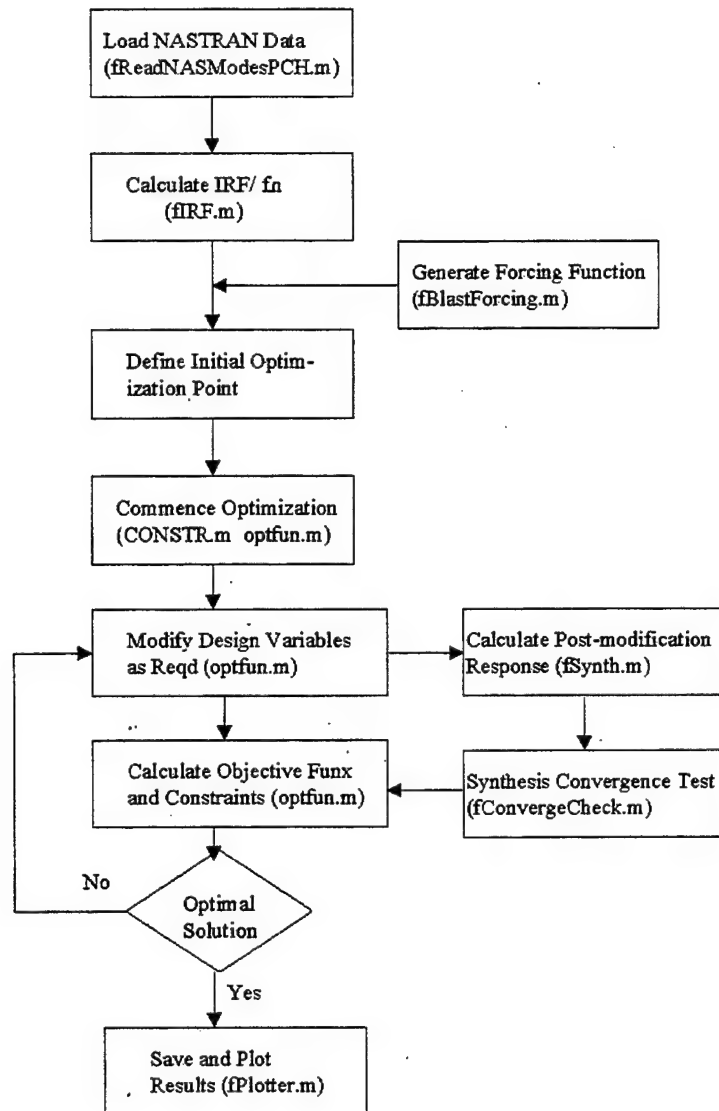 Load NASTRAN Data
(fReadNASModesPCH.m)
Calculate IRF/ fn
(fIRF.m)
Generate Forcing Function
(fBlastForcing.m)
Define Initial Optim-
ization Point
Commence Optimization
(CONSTR.m optfun.m)
Modify Design Variables
as Reqd (optfun.m)
Calculate Post-modification
Response (fSynth.m)
Calculate Objective Funx
and Constraints (optfun.m)
Synthesis Convergence Test
(fConvergeCheck.m)
No
Optimal
Solution
Yes
Save and Plot
Results (fPlotter.m)